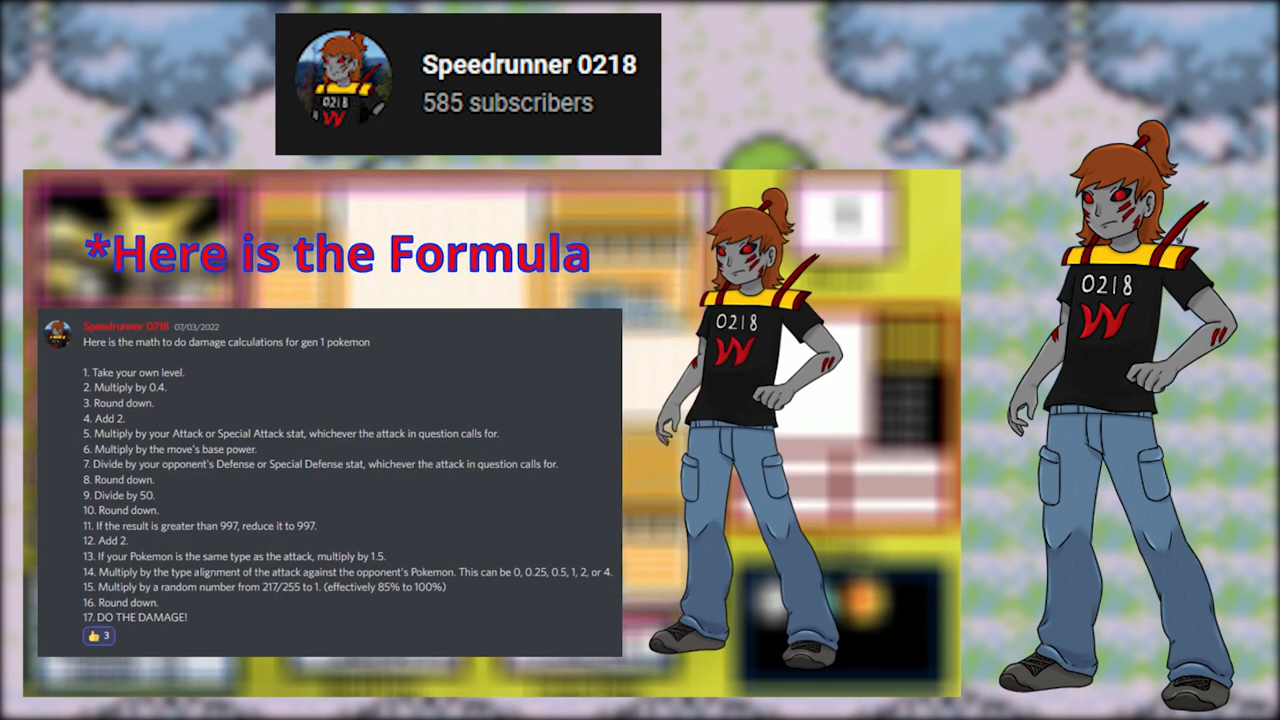 Speedrunner 0218
585 subscribers
*Here is the Formula
Speedrunner 0218 07/03/2022
Here is the math to do damage calculations for gen 1 pokemon
1. Take your own level.
2. Multiply by 0.4.
3. Round down.
4. Add 2.
5. Multiply by your Attack or Special Attack stat, whichever the attack in question calls for.
6. Multiply by the move's base power.
7. Divide by your opponent's Defense or Special Defense stat, whichever the attack in question calls for.
8. Round down.
9. Divide by 50.
10. Round down.
11. If the result is greater than 997, reduce it to 997.
12. Add 2.
13. If your Pokemon is the same type as the attack, multiply by 1.5.
14. Multiply by the type alignment of the attack against the opponent's Pokemon. This can be 0, 0.25, 0.5, 1, 2, or 4.
15. Multiply by a random number from 217/255 to 1. (effectively 85% to 100%)
16. Round down.
17. DO THE DAMAGE!
3
0218
W
0218
W
0218
W